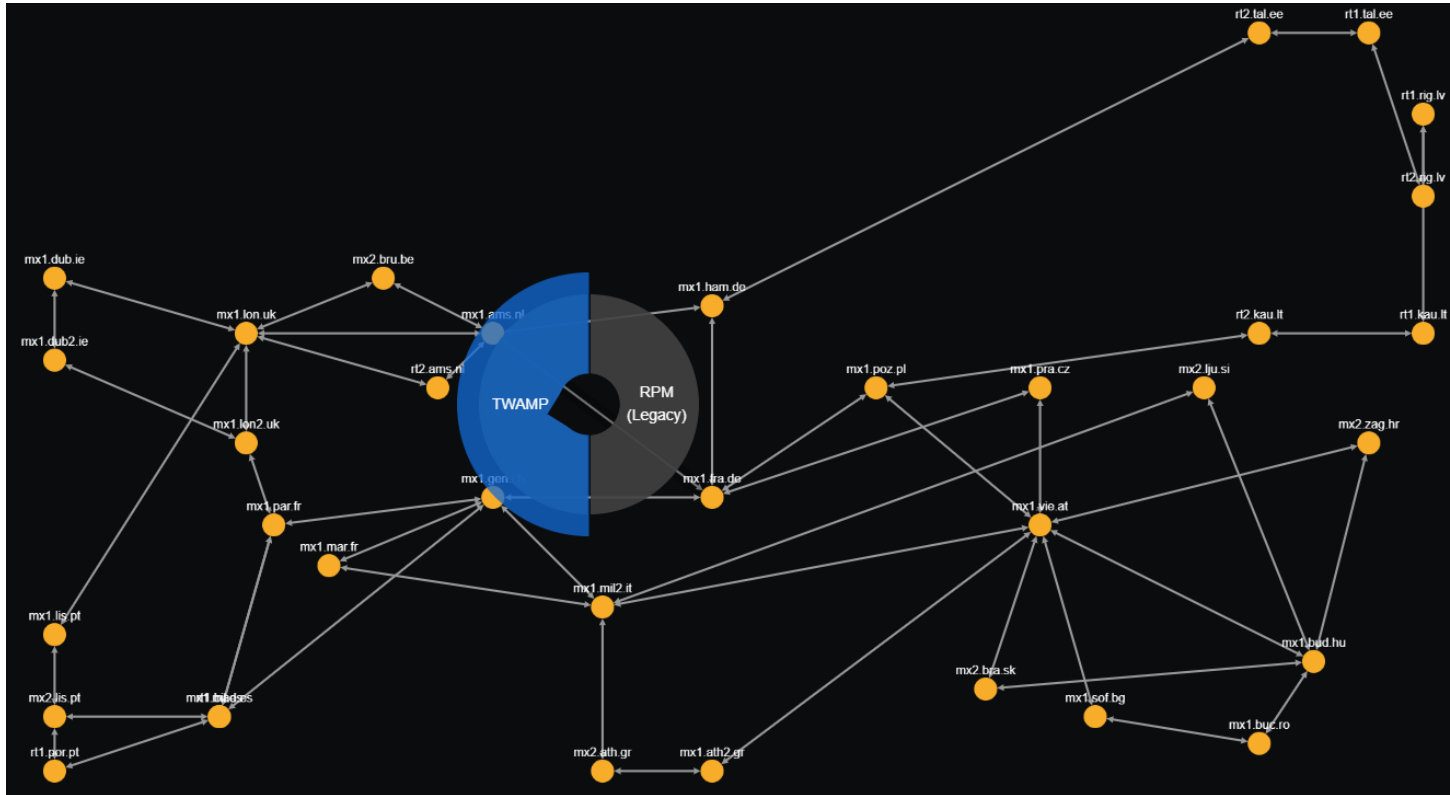 rt2.tal.ee
rt1.tal.ee
rt1.rig.lv
rt2.rig.lv
mx1.dub.ie
mx2.bru.be
mx1.ham.de
mx1.lon.uk
mx1.ams.nl
rt2.kau.lt
rt1.kau.lt
mx1.dub2.ie
rt2.ams.nl
mx1.poz.pl
mx1.pra.cz
mx2.lju.si
TWAMP
RPM
(Legacy)
mx1.lon2.uk
mx2.zag.hr
mx1.gen
mx1.fra.de
mx1.par.fr
mx1.vie.at
mx1.mar.fr
mx1.mil2.it
mx1.lis.pt
mx1.bud.hu
mx2.bra.sk
mx2.lis.pt
mx1.sof.bg
mx1.buc.ro
rt1.por.pt
mx2.ath.gr
mx1.ath2.gr